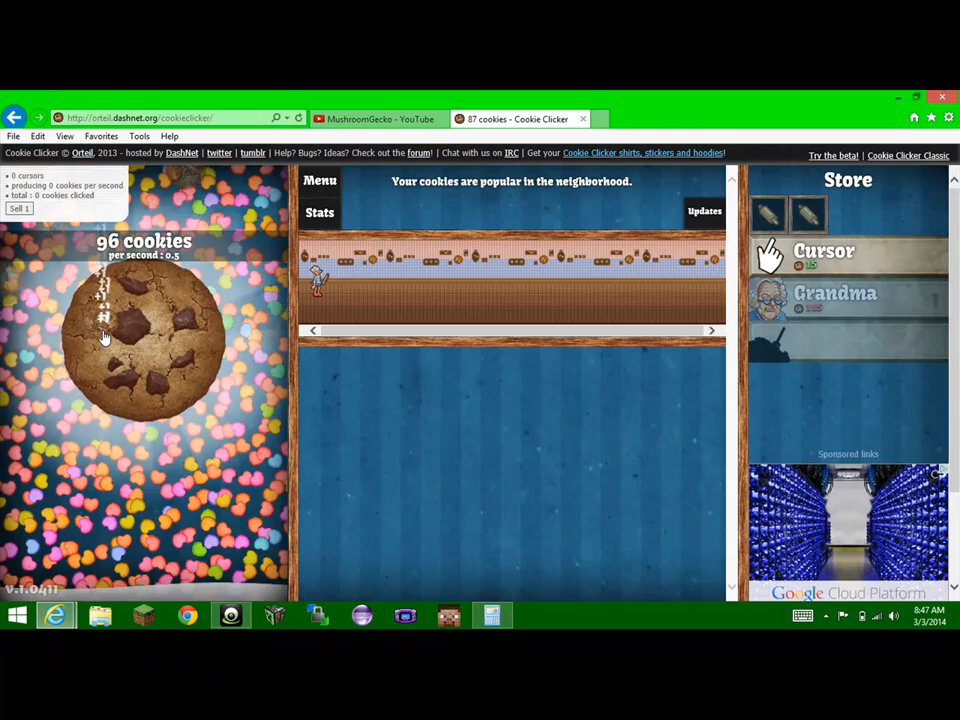 http://orteil.dashnet.org/cookieclicker/
MushroomGecko - YouTube
87 cookies - Cookie Clicker
File Edit View Favorites Tools Help
Cookie Clicker © Orteil, 2013 - hosted by DashNet | twitter | tumblr | Help? Bugs? Ideas? Check out the forum! | Chat with us on IRC | Get your Cookie Clicker shirts, stickers and hoodies!
Try the beta! | Cookie Clicker Classic
• 0 cursors
• producing 0 cookies per second
• total : 0 cookies clicked
Sell 1
96 cookies
per second : 0.5
+1
v.1.0411
Menu
Stats
Your cookies are popular in the neighborhood.
Updates
Store
Cursor
15
Grandma
1
Sponsored links
Google Cloud Platform
8:47 AM
3/3/2014